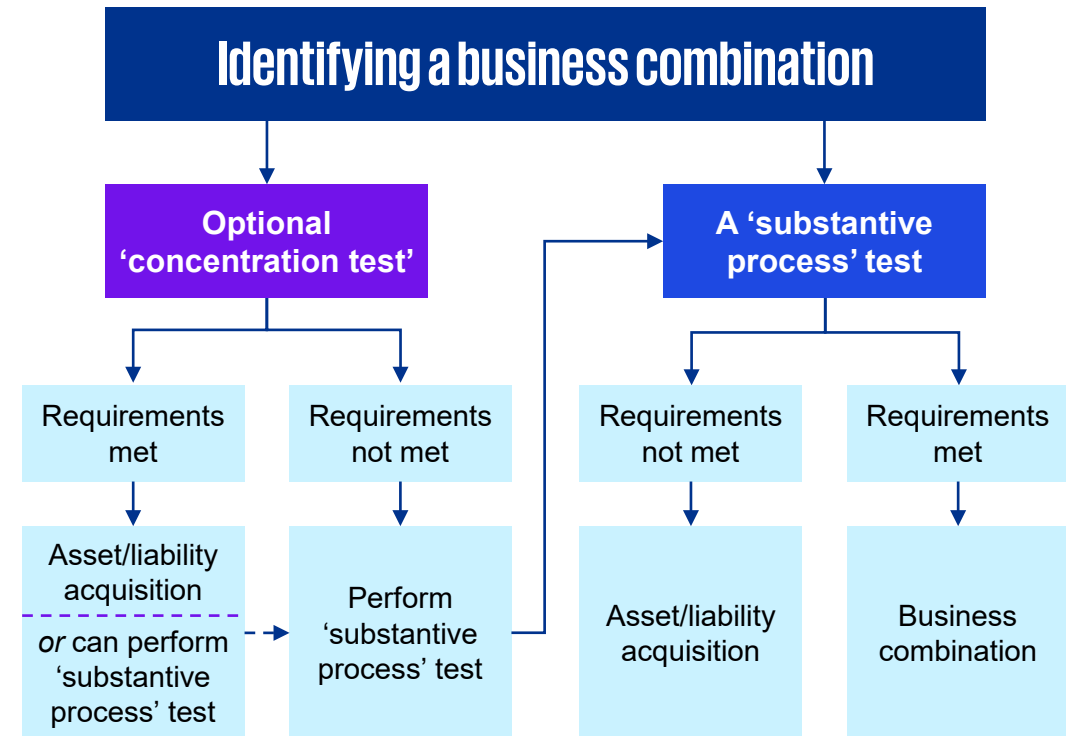 Identifying a business combination
Optional
‘concentration test’
A ‘substantive
process’ test
Requirements
met
Requirements
not met
Requirements
not met
Requirements
met
Asset/liability
acquisition
or can perform
‘substantive
process’ test
Perform
‘substantive
process’ test
Asset/liability
acquisition
Business
combination